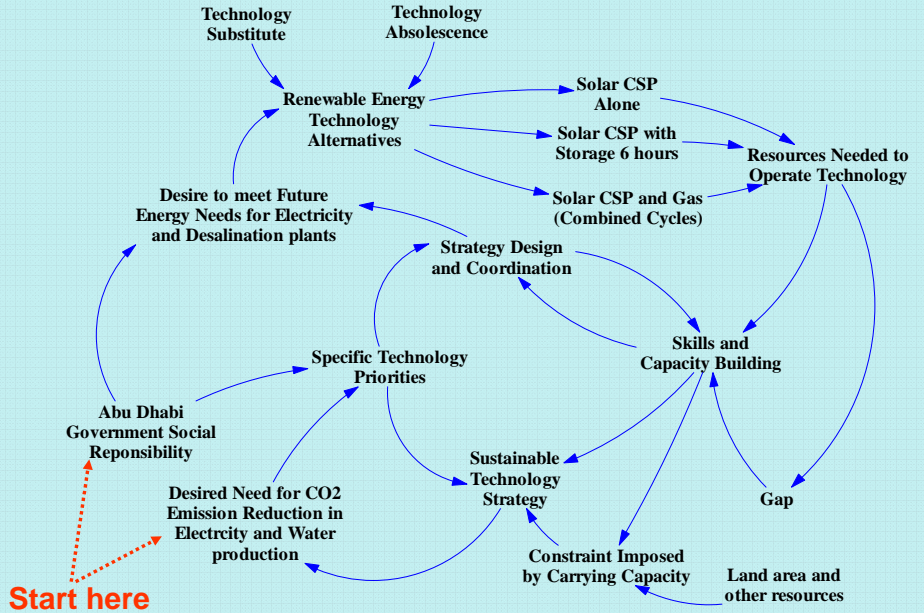 Technology
Substitute
Technology
Absolescence
Renewable Energy
Technology
Alternatives
Solar CSP
Alone
Solar CSP with
Storage 6 hours
Solar CSP and Gas
(Combined Cycles)
Resources Needed to
Operate Technology
Desire to meet Future
Energy Needs for Electricity
and Desalination plants
Strategy Design
and Coordination
Skills and
Capacity Building
Specific Technology
Priorities
Abu Dhabi
Government Social
Reponsibility
Sustainable
Technology
Strategy
Gap
Desired Need for CO2
Emission Reduction in
Electrcity and Water
production
Constraint Imposed
by Carrying Capacity
Land area and
other resources
Start here